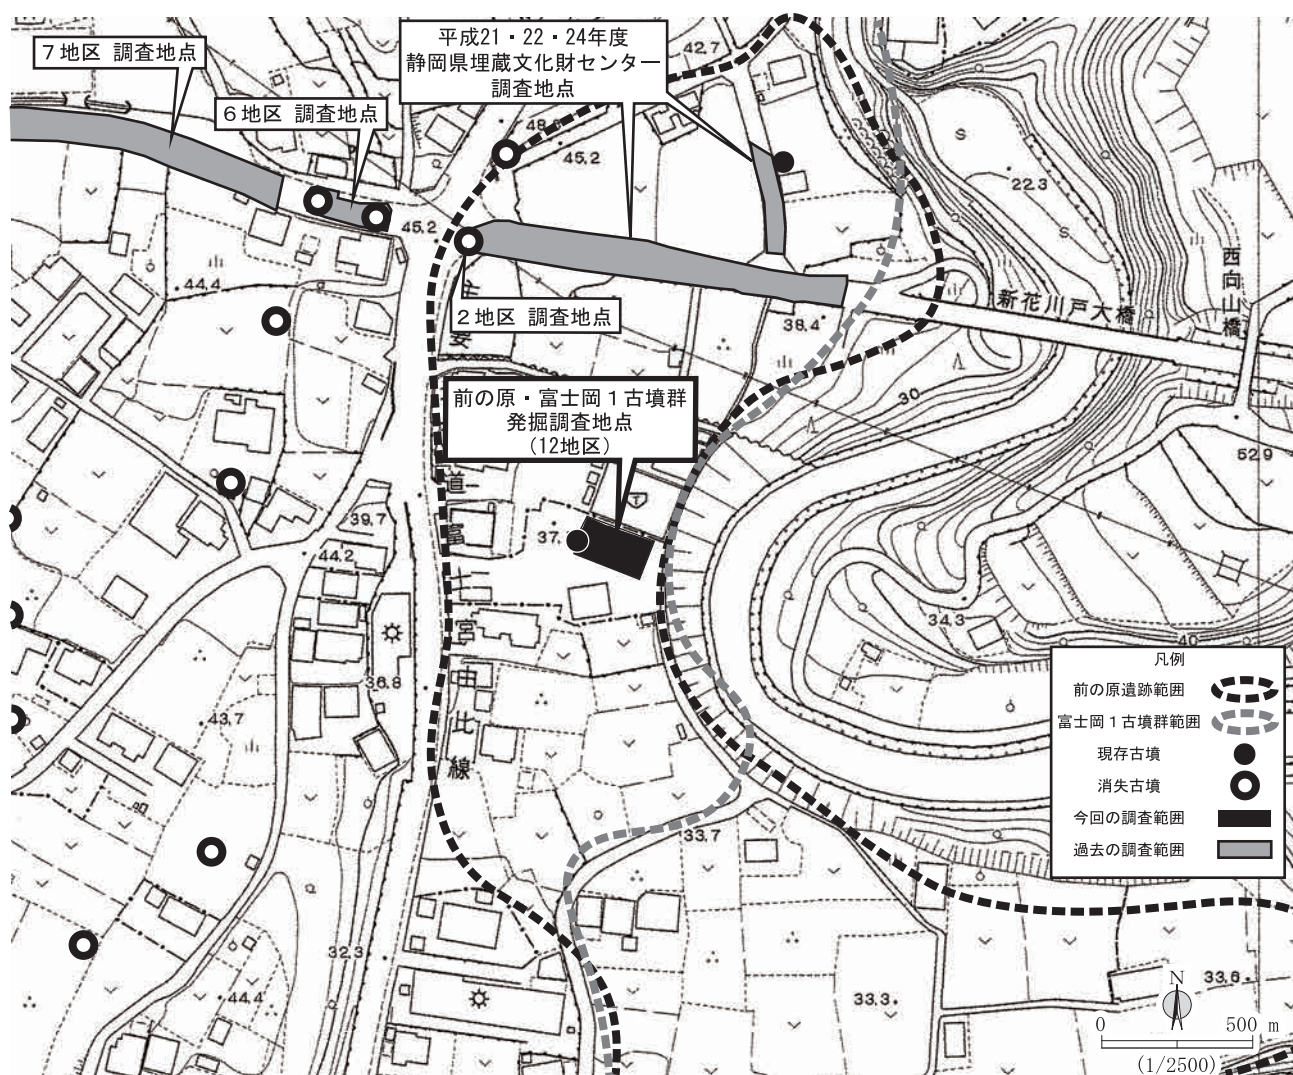 7地区 調査地点
6地区 調査地点
平成21・22・24年度
静岡県埋蔵文化財センター
調査地点
42.7
48.8
45.2
22.3
45.2
44.4
2地区 調査地点
38.4
新花川戸大橋
西向山橋
前の原・富士岡1古墳群
発掘調査地点
(12地区)
30
52.9
39.7
37.
44.2
34.3
40
36.8
43.7
道
富
士
宮
由
比
線
33.7
32.3
44.4
33.3
33.6
凡例
前の原遺跡範囲
富士岡1古墳群範囲
現存古墳
消失古墳
今回の調査範囲
過去の調査範囲
N
0 500 m
(1/2500)